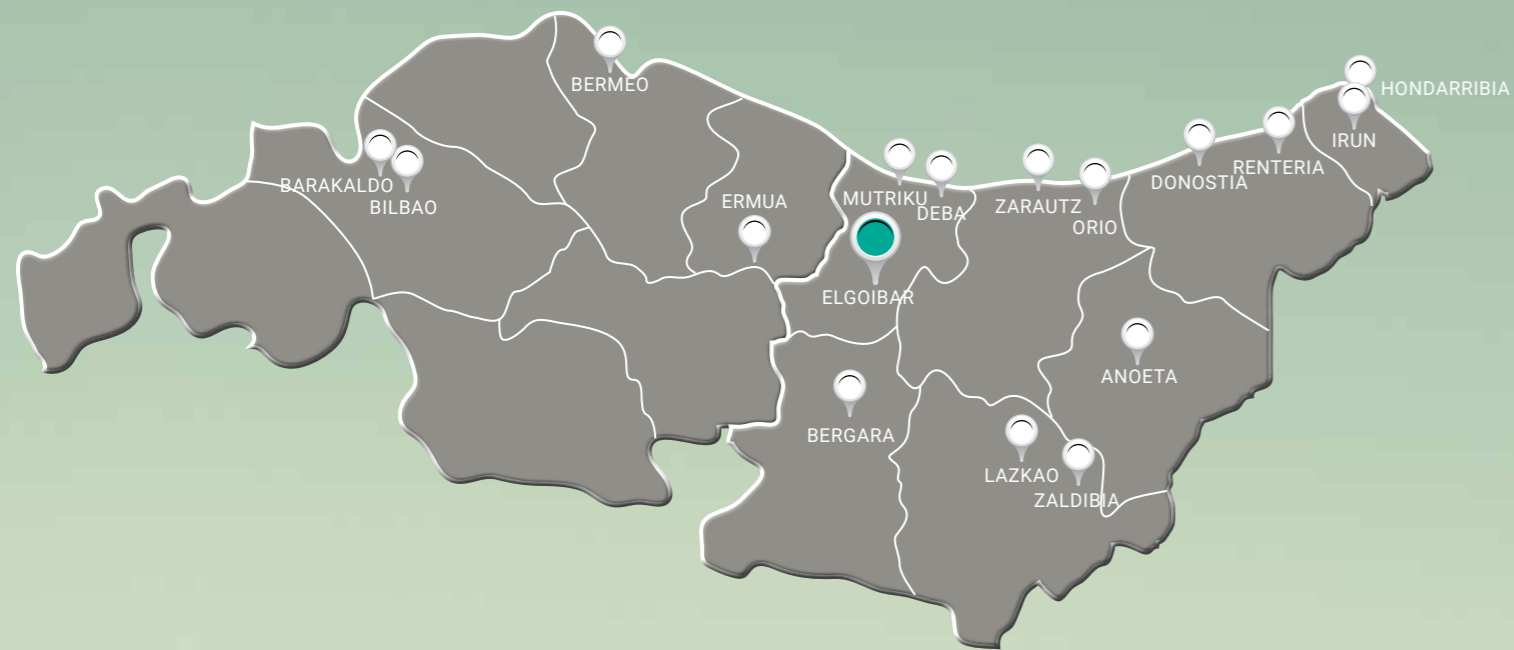 BERMEO
HONDARRIBIA
IRUN
RENTERIA
DONOSTIA
BARAKALDO
BILBAO
ERMUA
MUTRIKU
DEBA
ZARAUTZ
ORIO
ELGOIBAR
ANOETA
BERGARA
LAZKAO
ZALDIBIA